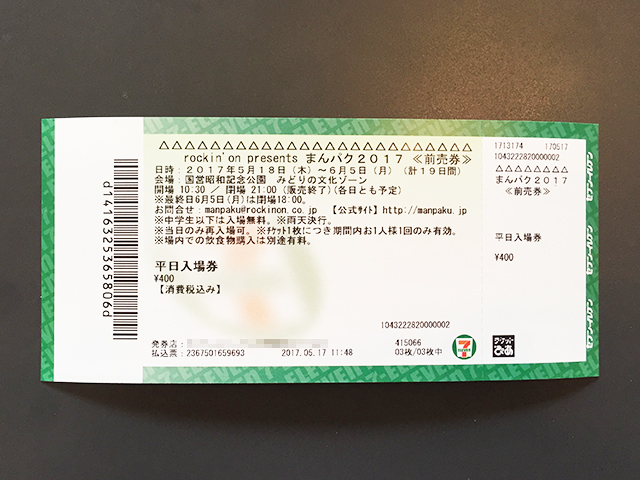 △△△△△△△△△△△△△△△△△△△△△△△△△△
rockin'on presents まんパク2017 ≪前売券≫
日時：2017年5月18日（木）〜6月5日（月）（計19日間）
会場：国営昭和記念公園 みどりの文化ゾーン
開場 10:30 ／ 閉場 21:00（販売終了）（各日とも予定）
※最終日6月5日(月)は閉場18:00。
お問合せ：manpaku@rockinon.co.jp 【公式サイト】http://manpaku.jp
※中学生以下は入場無料。※雨天決行。
※当日のみ再入場可。※チケット1枚につき期間内お1人様1回のみ有効。
※場内での飲食物購入は別途有料。
平日入場券
¥400
【消費税込み】
1043222820000002
発券店：
払込票：2367501659693 2017.05.17 11:48
415066
03枚/03枚中
d1416325365806d
1713174 170517
1043222820000002
△△△△△△△△
まんパク2017
≪前売券≫
平日入場券
¥400
7
ELEVEN
チケット
ぴあ